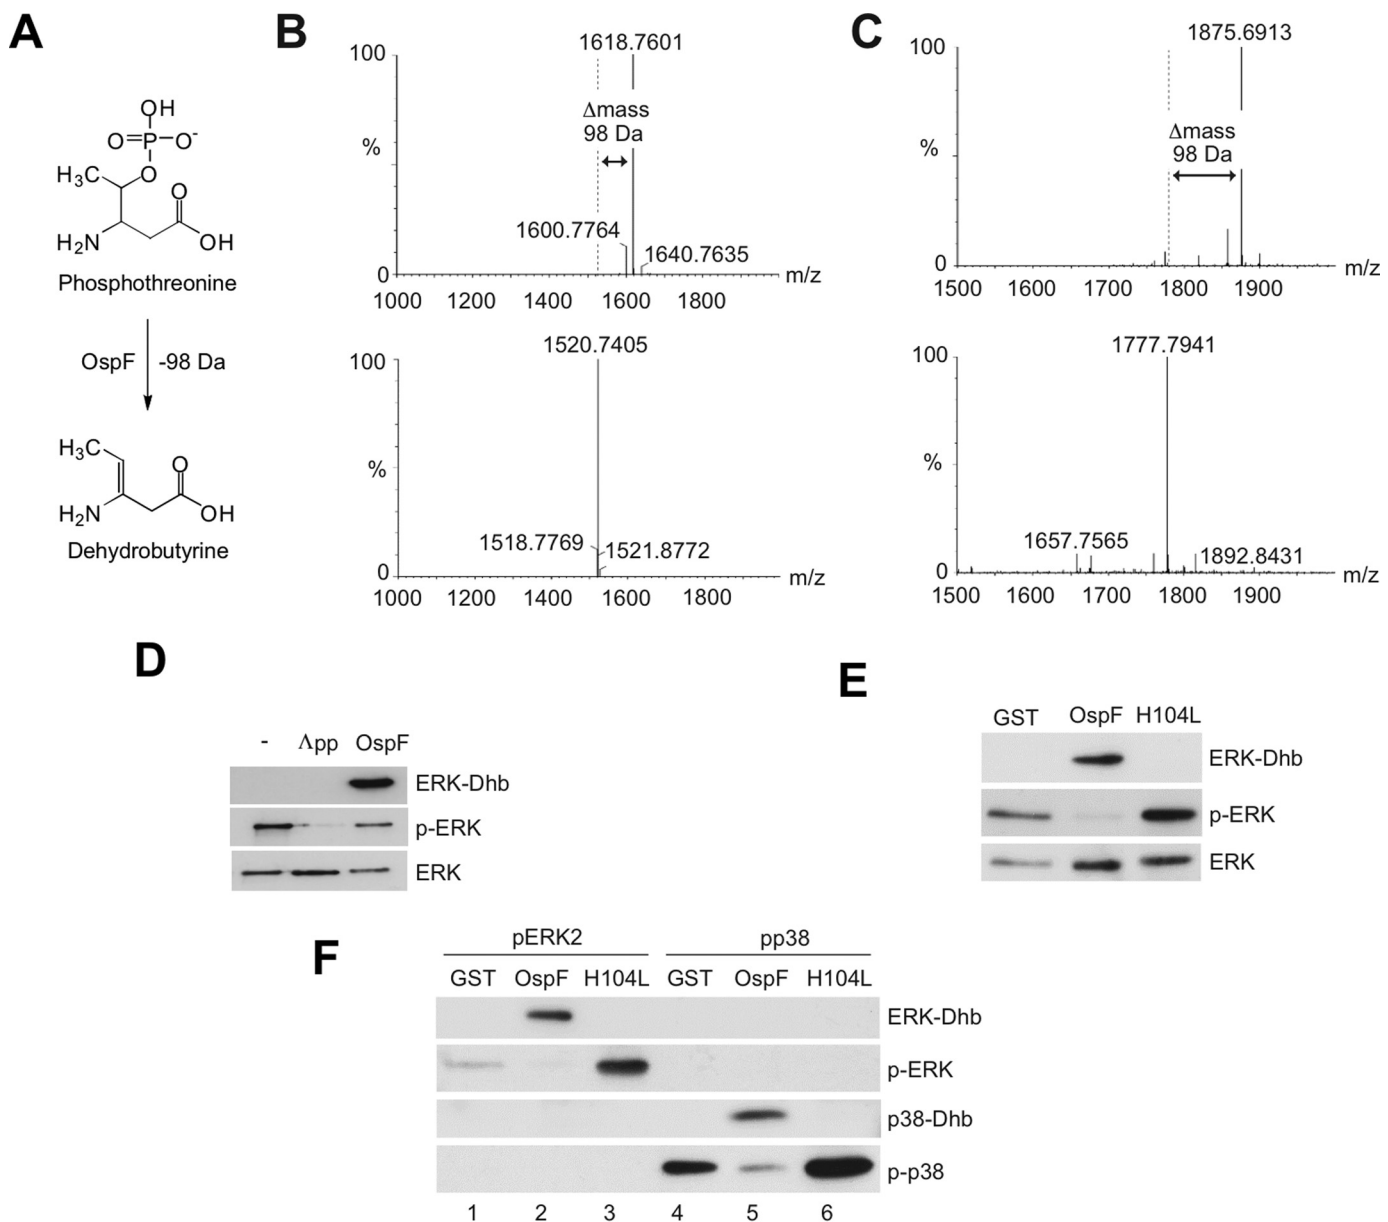 A
OH
O=P-O-
O
H3C
O
H2N
OH
Phosphothreonine
OspF
-98 Da
H3C
O
H2N
OH
Dehydrobutyrine
B
1618.7601
100
Δmass
98 Da
%
1600.7764
1640.7635
0
m/z
1000 1200 1400 1600 1800
1520.7405
100
%
1518.7769
1521.8772
0
m/z
1000 1200 1400 1600 1800
C
1875.6913
100
Δmass
98 Da
%
0
m/z
1500 1600 1700 1800 1900
1777.7941
100
%
1657.7565
1892.8431
0
m/z
1500 1600 1700 1800 1900
D
- Λpp OspF
ERK-Dhb
p-ERK
ERK
E
GST OspF H104L
ERK-Dhb
p-ERK
ERK
F
pERK2 pp38
GST OspF H104L GST OspF H104L
ERK-Dhb
p-ERK
p38-Dhb
p-p38
1 2 3 4 5 6